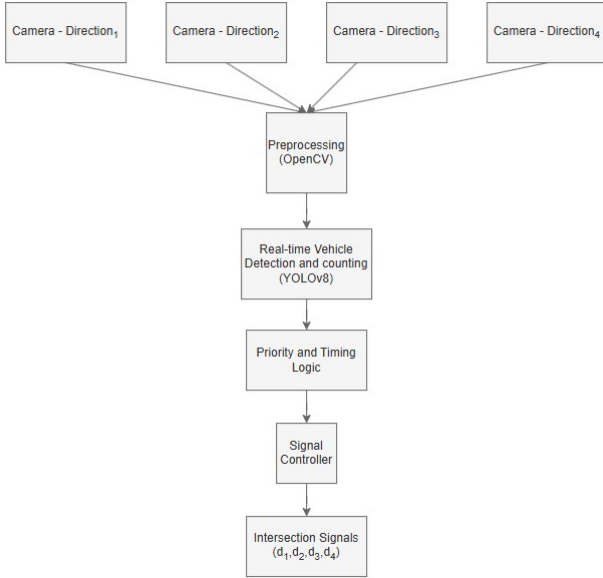 Camera - Direction₁
Camera - Direction₂
Camera - Direction₃
Camera - Direction₄
Preprocessing
(OpenCV)
Real-time Vehicle
Detection and counting
(YOLOv8)
Priority and Timing
Logic
Signal
Controller
Intersection Signals
(d₁,d₂,d₃,d₄)